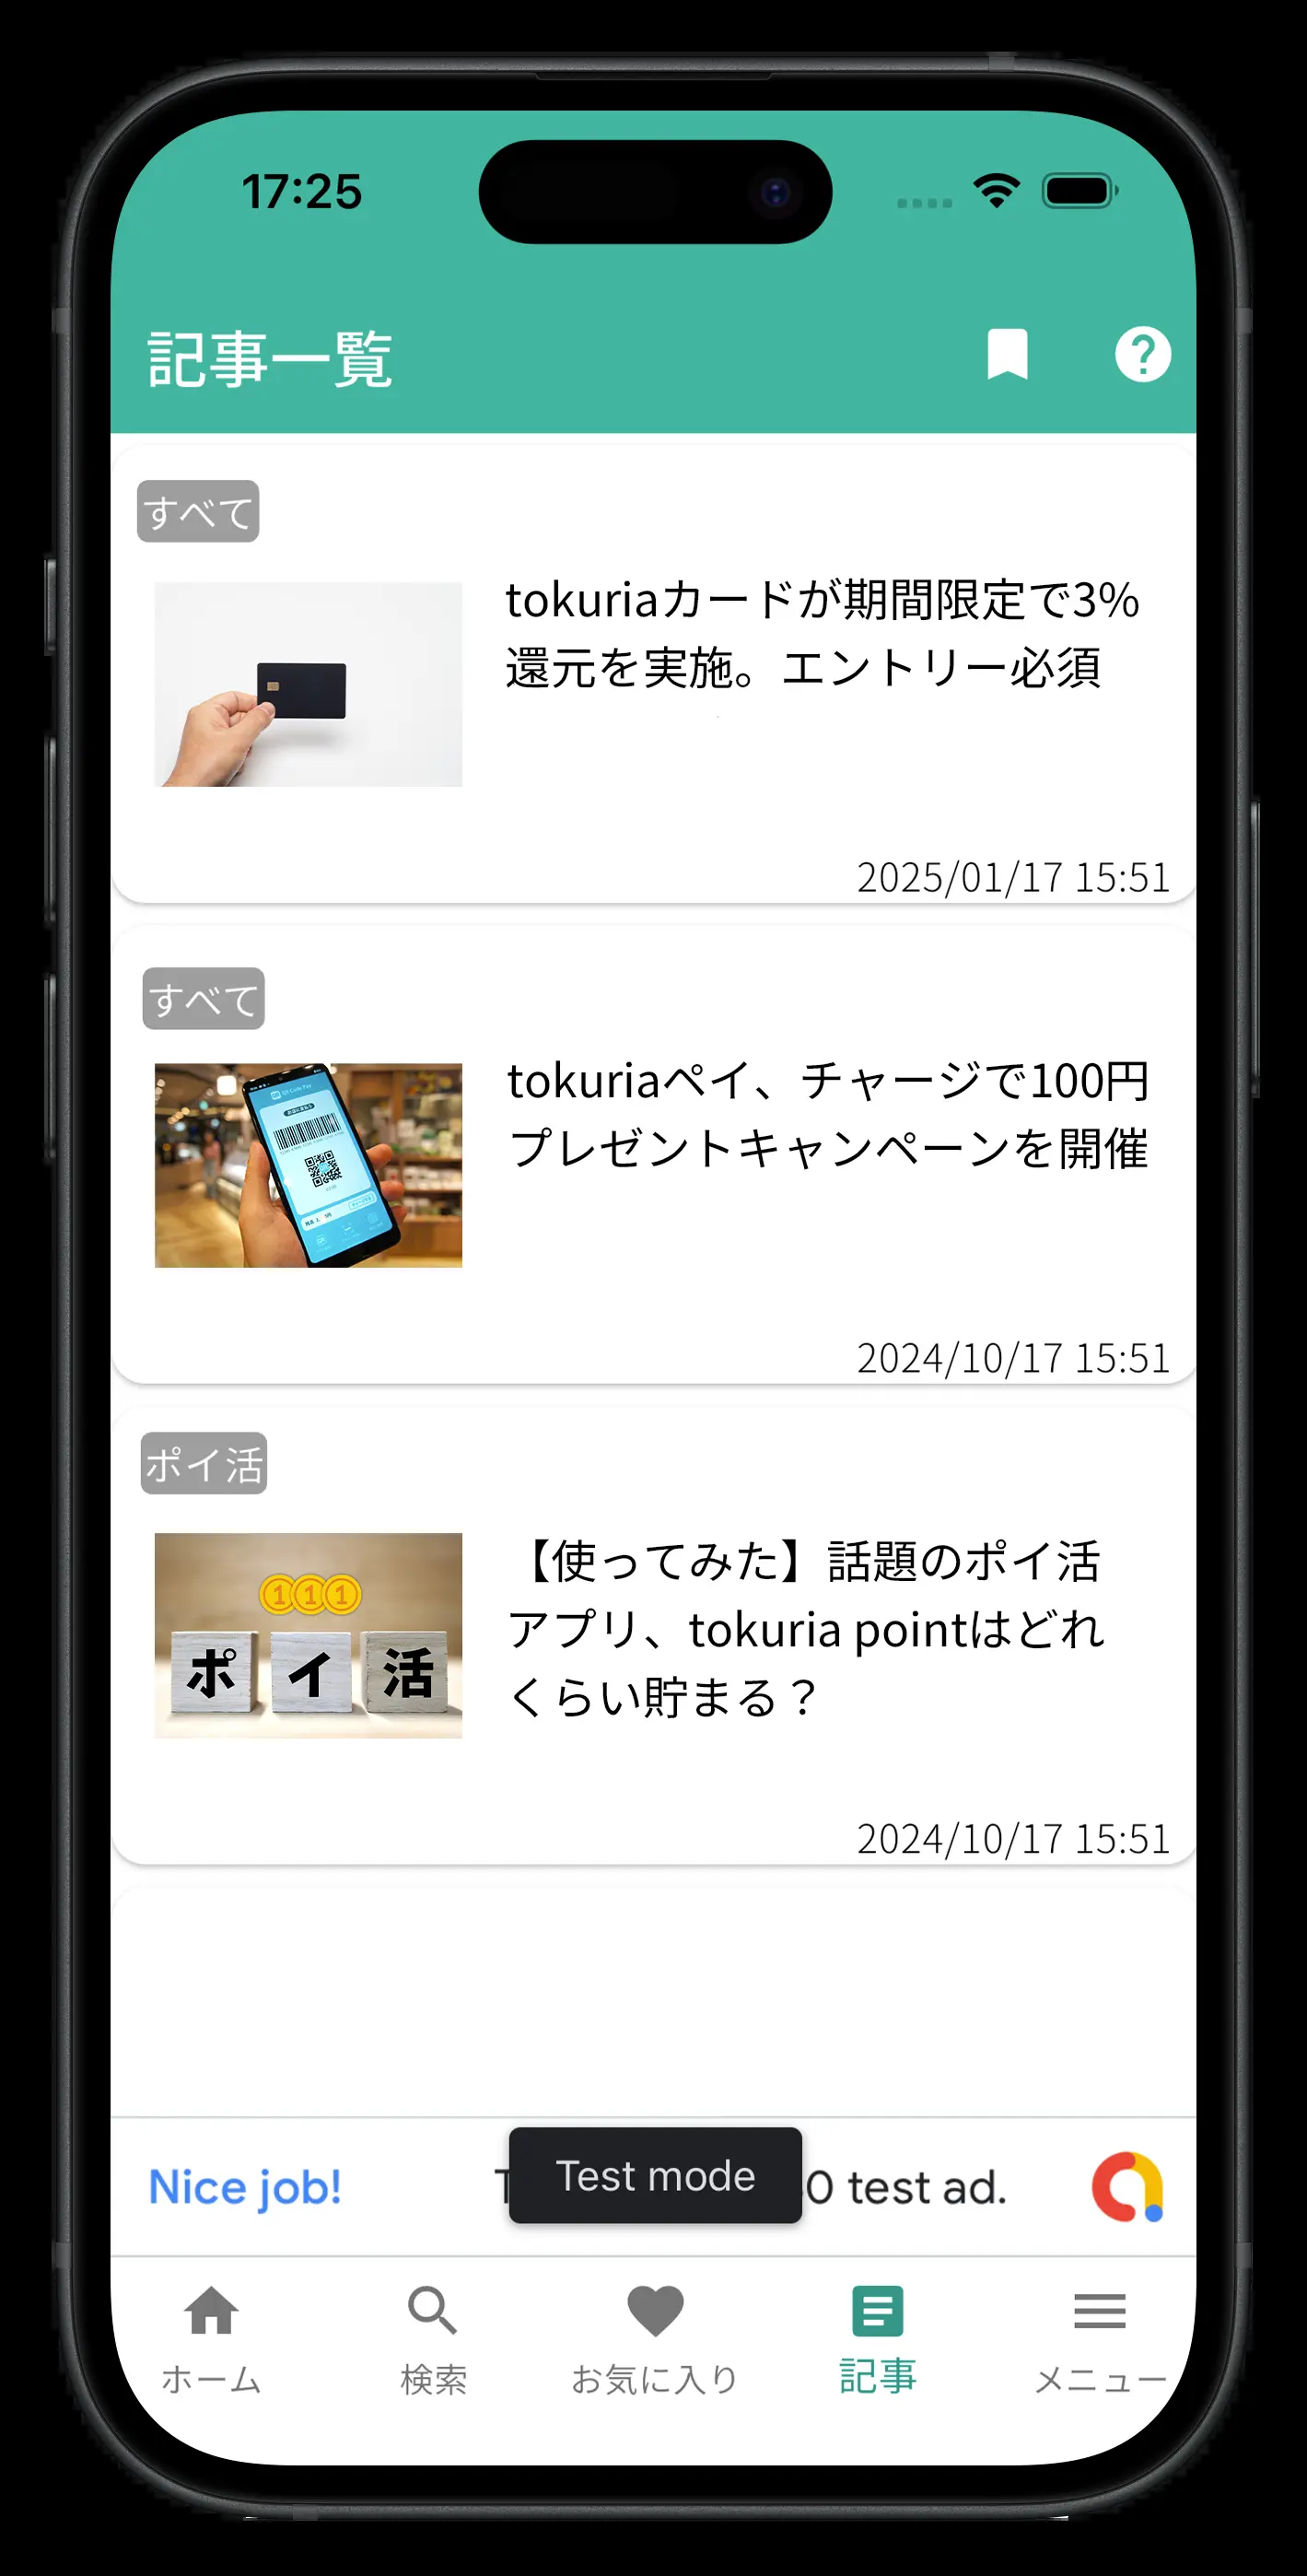 17:25
記事一覧
すべて
tokuriaカードが期間限定で3%
還元を実施。エントリー必須
2025/01/17 15:51
すべて
tokuriaペイ、チャージで100円
プレゼントキャンペーンを開催
2024/10/17 15:51
ポイ活
【使ってみた】話題のポイ活
アプリ、tokuria pointはどれ
くらい貯まる？
1 1 1
ポイ活
2024/10/17 15:51
Nice job!
Test mode
0 test ad.
ホーム
検索
お気に入り
記事
メニュー